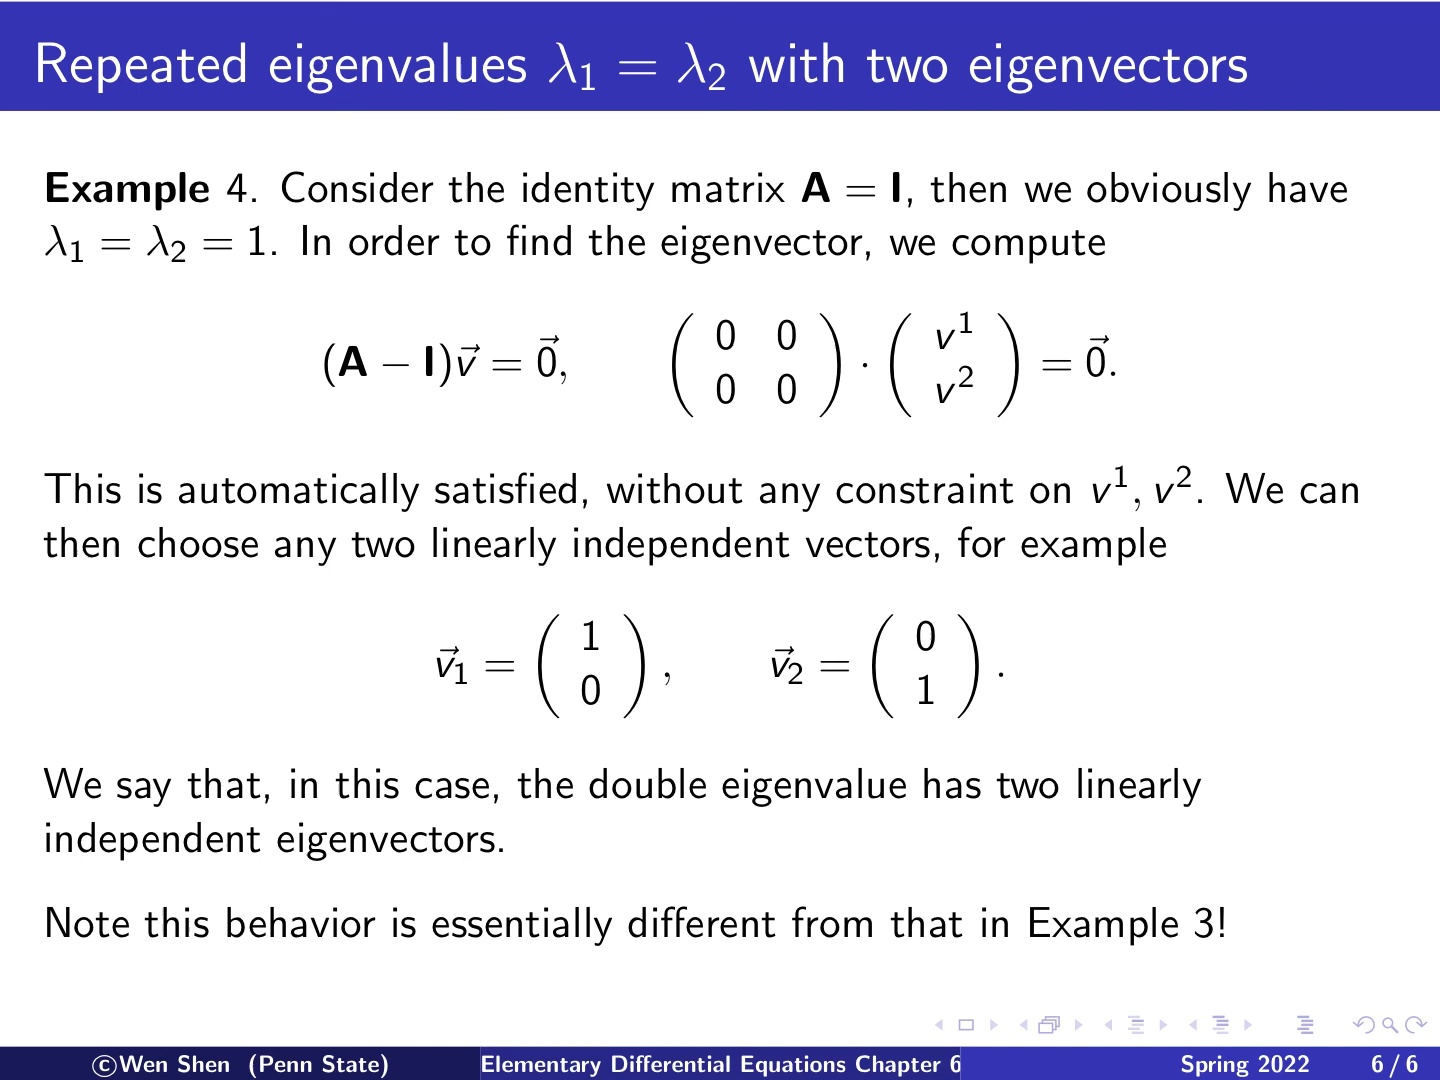 Repeated eigenvalues λ₁ = λ₂ with two eigenvectors
Example 4. Consider the identity matrix A = I, then we obviously have
λ₁ = λ₂ = 1. In order to find the eigenvector, we compute
(A − I)v⃗ = 0⃗, ( 0 0 ; 0 0 ) · ( v¹ ; v² ) = 0⃗.
This is automatically satisfied, without any constraint on v¹, v². We can
then choose any two linearly independent vectors, for example
v⃗₁ = ( 1 ; 0 ), v⃗₂ = ( 0 ; 1 ).
We say that, in this case, the double eigenvalue has two linearly
independent eigenvectors.
Note this behavior is essentially different from that in Example 3!
©Wen Shen (Penn State) Elementary Differential Equations Chapter 6 Spring 2022 6 / 6